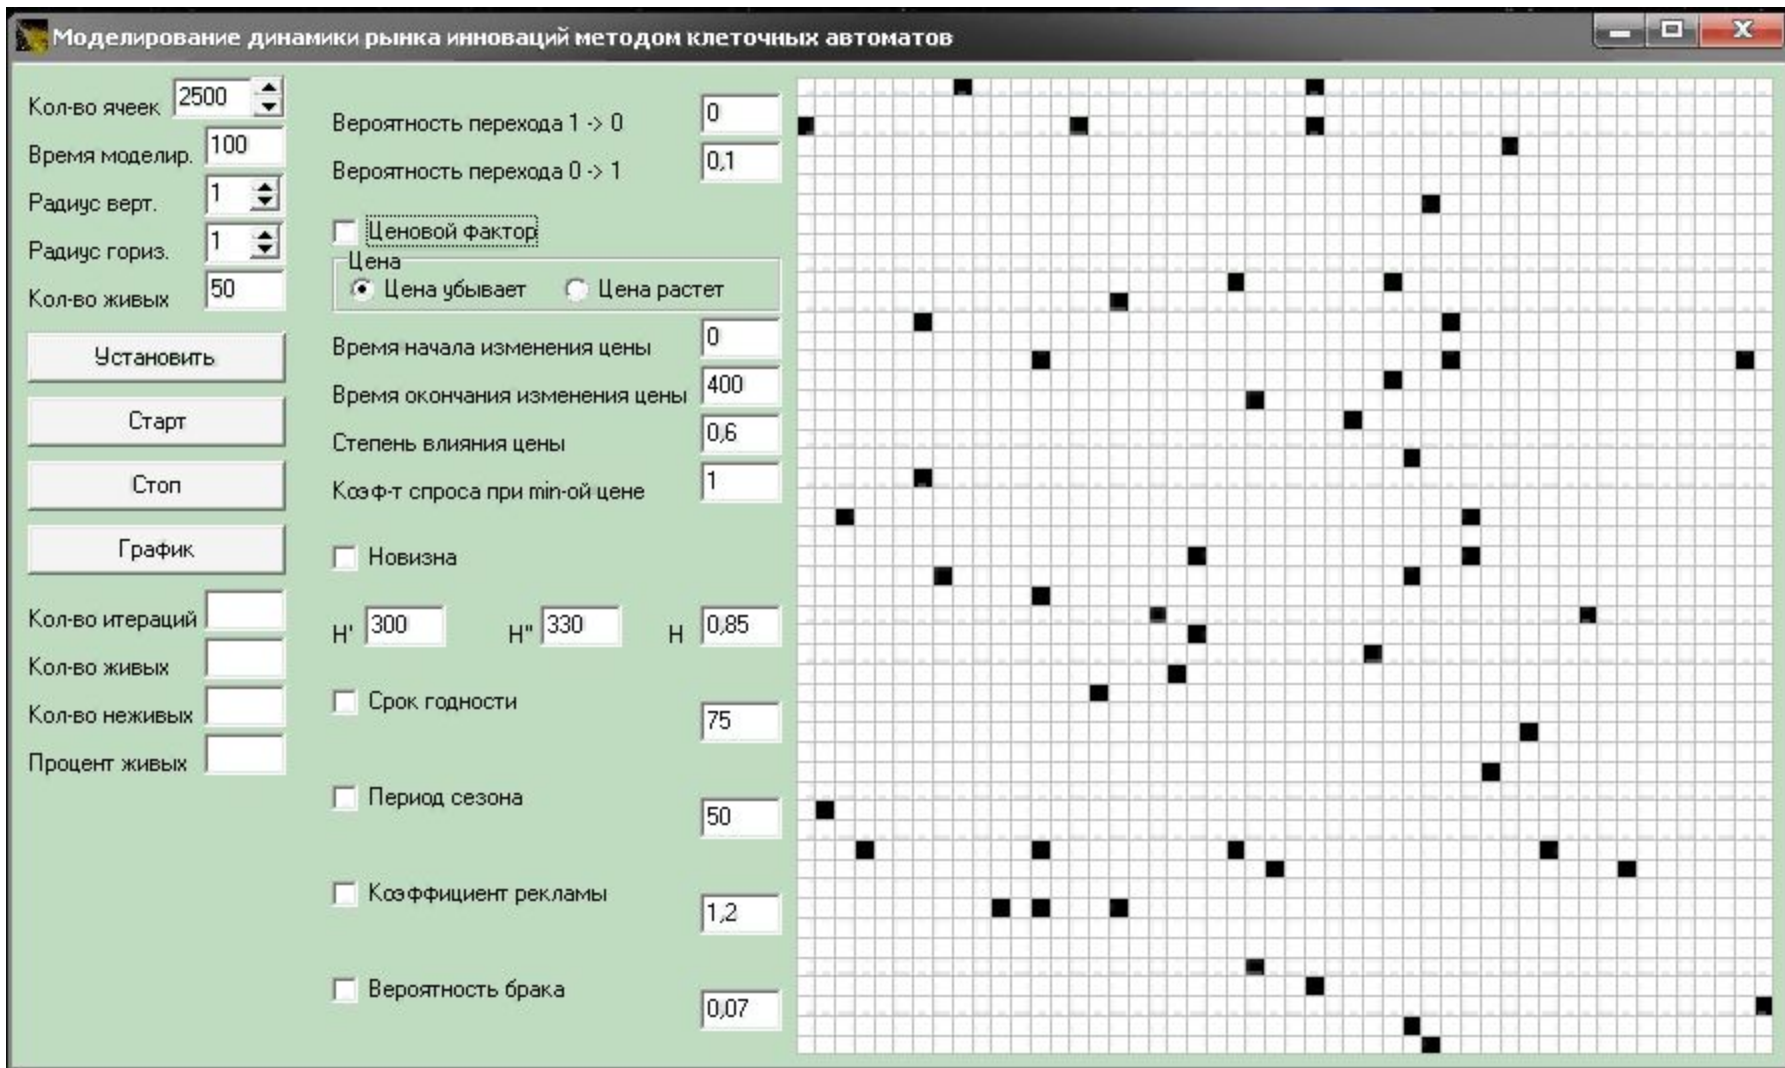 Моделирование динамики рынка инноваций методом клеточных автоматов
Кол-во ячеек 2500
Время моделир. 100
Радиус верт. 1
Радиус гориз. 1
Кол-во живых 50
Установить
Старт
Стоп
График
Кол-во итераций
Кол-во живых
Кол-во неживых
Процент живых
Вероятность перехода 1 -> 0 0
Вероятность перехода 0 -> 1 0,1
Ценовой фактор
Цена
Цена убывает Цена растет
Время начала изменения цены 0
Время окончания изменения цены 400
Степень влияния цены 0,6
Коэф-т спроса при min-ой цене 1
Новизна
Н' 300 Н" 330 Н 0,85
Срок годности
75
Период сезона
50
Коэффициент рекламы
1,2
Вероятность брака
0,07